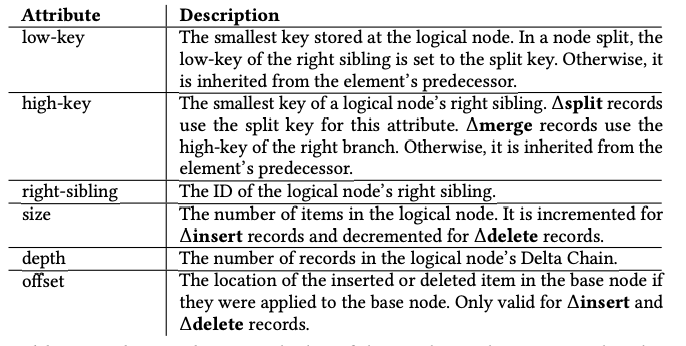 Attribute Description
low-key The smallest key stored at the logical node. In a node split, the
low-key of the right sibling is set to the split key. Otherwise, it
is inherited from the element's predecessor.
high-key The smallest key of a logical node's right sibling. Δsplit records
use the split key for this attribute. Δmerge records use the
high-key of the right branch. Otherwise, it is inherited from the
element's predecessor.
right-sibling The ID of the logical node's right sibling.
size The number of items in the logical node. It is incremented for
Δinsert records and decremented for Δdelete records.
depth The number of records in the logical node's Delta Chain.
offset The location of the inserted or deleted item in the base node if
they were applied to the base node. Only valid for Δinsert and
Δdelete records.